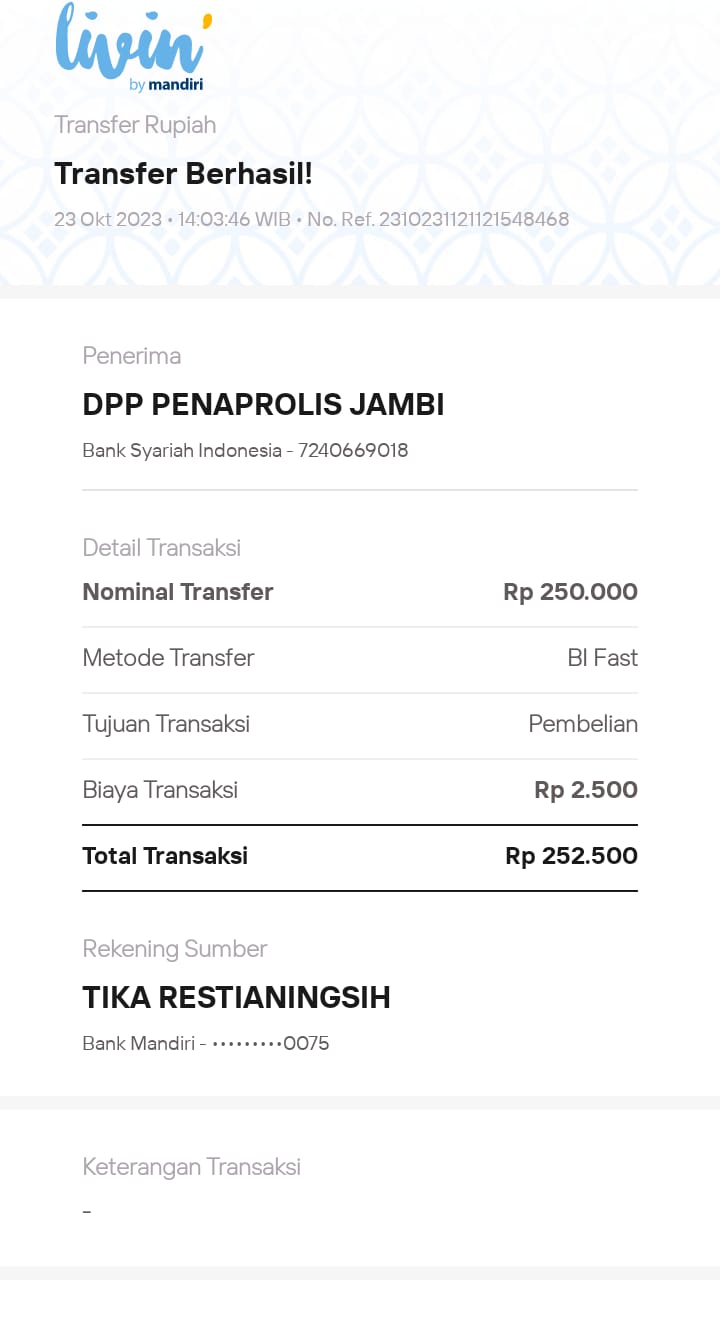 livin'
by mandiri
Transfer Rupiah
Transfer Berhasil!
23 Okt 2023 • 14:03:46 WIB • No. Ref. 2310231121121548468
Penerima
DPP PENAPROLIS JAMBI
Bank Syariah Indonesia - 7240669018
Detail Transaksi
Nominal Transfer Rp 250.000
Metode Transfer BI Fast
Tujuan Transaksi Pembelian
Biaya Transaksi Rp 2.500
Total Transaksi Rp 252.500
Rekening Sumber
TIKA RESTIANINGSIH
Bank Mandiri - •••••••••0075
Keterangan Transaksi
-